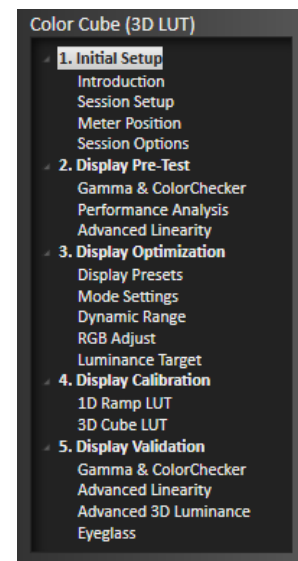 Color Cube (3D LUT)
1. Initial Setup
Introduction
Session Setup
Meter Position
Session Options
2. Display Pre-Test
Gamma & ColorChecker
Performance Analysis
Advanced Linearity
3. Display Optimization
Display Presets
Mode Settings
Dynamic Range
RGB Adjust
Luminance Target
4. Display Calibration
1D Ramp LUT
3D Cube LUT
5. Display Validation
Gamma & ColorChecker
Advanced Linearity
Advanced 3D Luminance
Eyeglass